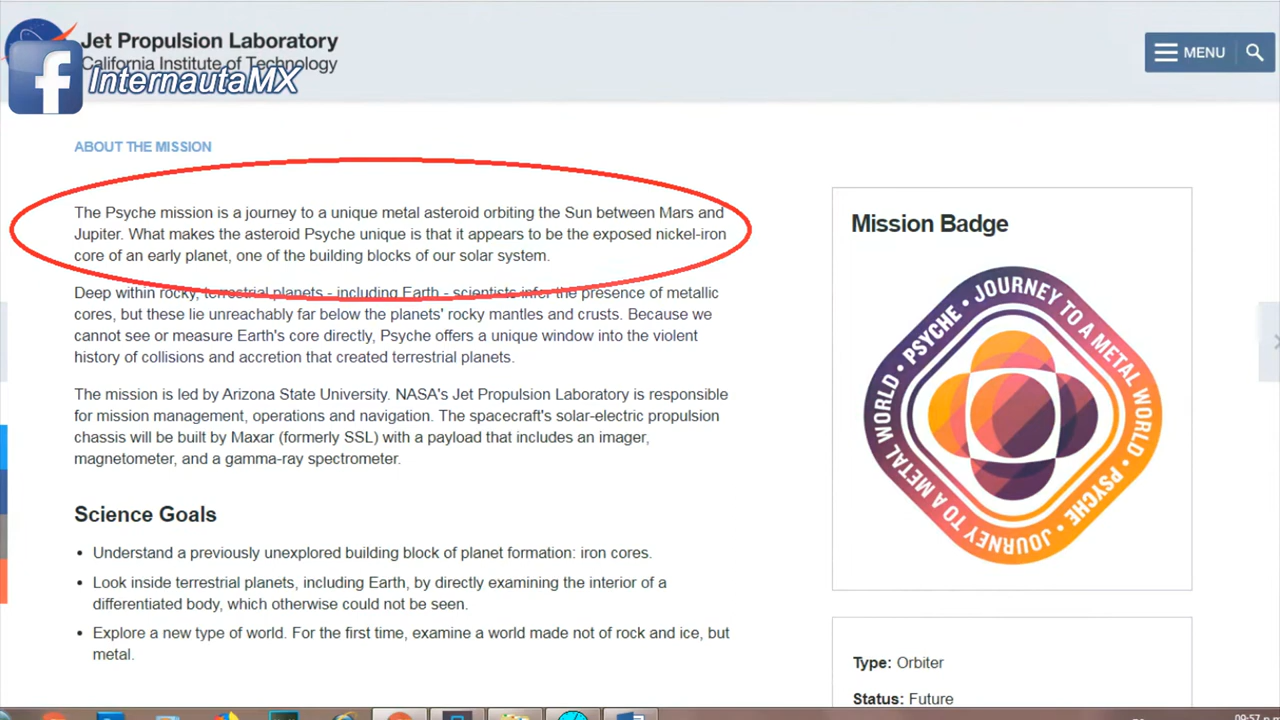 Jet Propulsion Laboratory
California Institute of Technology
f InternautaMX
MENU
ABOUT THE MISSION
The Psyche mission is a journey to a unique metal asteroid orbiting the Sun between Mars and
Jupiter. What makes the asteroid Psyche unique is that it appears to be the exposed nickel-iron
core of an early planet, one of the building blocks of our solar system.
Deep within rocky, terrestrial planets - including Earth - scientists infer the presence of metallic
cores, but these lie unreachably far below the planets' rocky mantles and crusts. Because we
cannot see or measure Earth's core directly, Psyche offers a unique window into the violent
history of collisions and accretion that created terrestrial planets.
The mission is led by Arizona State University. NASA's Jet Propulsion Laboratory is responsible
for mission management, operations and navigation. The spacecraft's solar-electric propulsion
chassis will be built by Maxar (formerly SSL) with a payload that includes an imager,
magnetometer, and a gamma-ray spectrometer.
Science Goals
• Understand a previously unexplored building block of planet formation: iron cores.
• Look inside terrestrial planets, including Earth, by directly examining the interior of a
differentiated body, which otherwise could not be seen.
• Explore a new type of world. For the first time, examine a world made not of rock and ice, but
metal.
Mission Badge
PSYCHE • JOURNEY TO A METAL WORLD • PSYCHE • JOURNEY TO A METAL WORLD •
Type: Orbiter
Status: Future